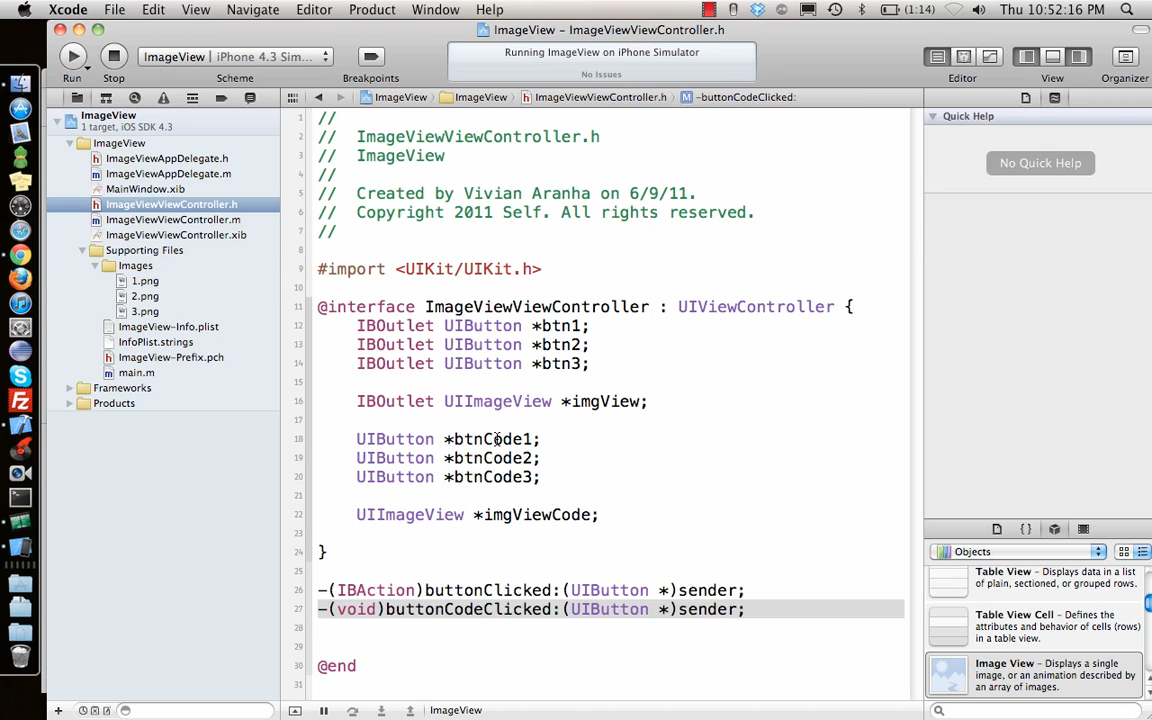 Xcode File Edit View Navigate Editor Product Window Help (1:14) Thu 10:52:16 PM
ImageView – ImageViewViewController.h
ImageView iPhone 4.3 Sim...
Running ImageView on iPhone Simulator
No Issues
Run Stop Scheme Breakpoints Editor View Organizer
ImageView ImageView ImageViewViewController.h M -buttonCodeClicked:
ImageView
1 target, iOS SDK 4.3
ImageView
ImageViewAppDelegate.h
ImageViewAppDelegate.m
MainWindow.xib
ImageViewViewController.h
ImageViewViewController.m
ImageViewViewController.xib
Supporting Files
Images
1.png
2.png
3.png
ImageView-Info.plist
InfoPlist.strings
ImageView-Prefix.pch
main.m
Frameworks
Products
1 //
2 // ImageViewViewController.h
3 // ImageView
4 //
5 // Created by Vivian Aranha on 6/9/11.
6 // Copyright 2011 Self. All rights reserved.
7 //
8
9 #import <UIKit/UIKit.h>
10
11 @interface ImageViewViewController : UIViewController {
12 IBOutlet UIButton *btn1;
13 IBOutlet UIButton *btn2;
14 IBOutlet UIButton *btn3;
15
16 IBOutlet UIImageView *imgView;
17
18 UIButton *btnCode1;
19 UIButton *btnCode2;
20 UIButton *btnCode3;
21
22 UIImageView *imgViewCode;
23
24 }
25
26 -(IBAction)buttonClicked:(UIButton *)sender;
27 -(void)buttonCodeClicked:(UIButton *)sender;
28
29
30 @end
31
ImageView
Quick Help
No Quick Help
Objects
Table View – Displays data in a
list of plain, sectioned, or grouped rows.
Table View Cell – Defines the
attributes and behavior of cells (rows)
in a table view.
Image View – Displays a single
image, or an animation described by
an array of images.